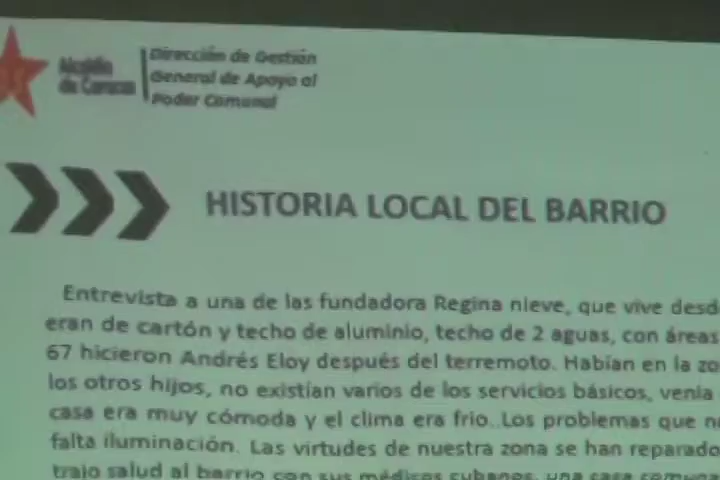 Alcaldía
de Caracas
Dirección de Gestión
General de Apoyo al
Poder Comunal
HISTORIA LOCAL DEL BARRIO
Entrevista a una de las fundadora Regina nieve, que vive desd
eran de cartón y techo de aluminio, techo de 2 aguas, con áreas
67 hicieron Andrés Eloy después del terremoto. Habían en la zo
los otros hijos, no existían varios de los servicios básicos, venia
casa era muy cómoda y el clima era frio. Los problemas que n
falta iluminación. Las virtudes de nuestra zona se han reparado
trajo salud al barrio con sus médicos cubanos, una casa comuna